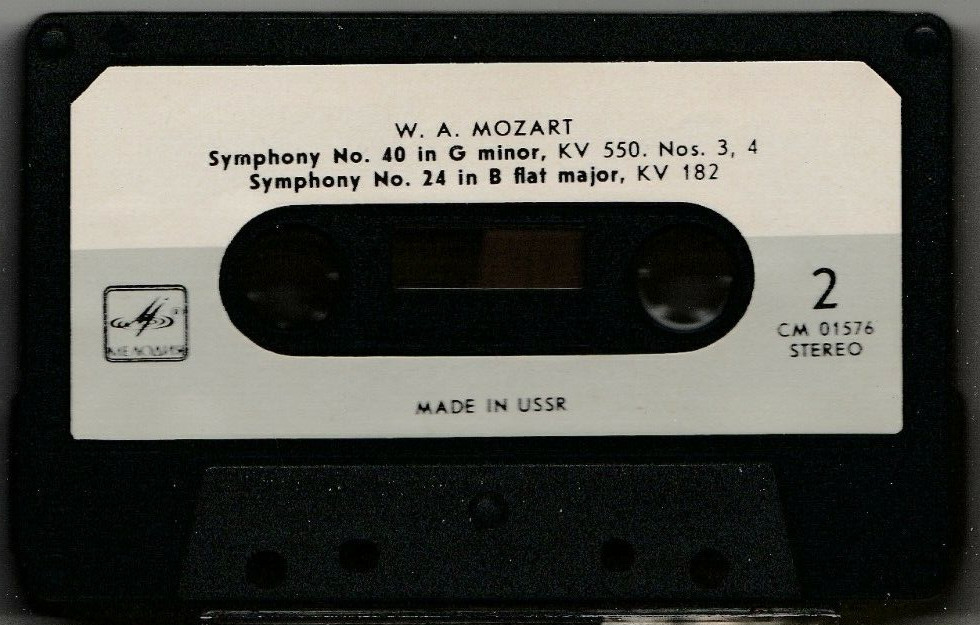 W. A. MOZART
Symphony No. 40 in G minor, KV 550. Nos. 3, 4
Symphony No. 24 in B flat major, KV 182
2
CM 01576
STEREO
МЕЛОДИЯ
MADE IN USSR